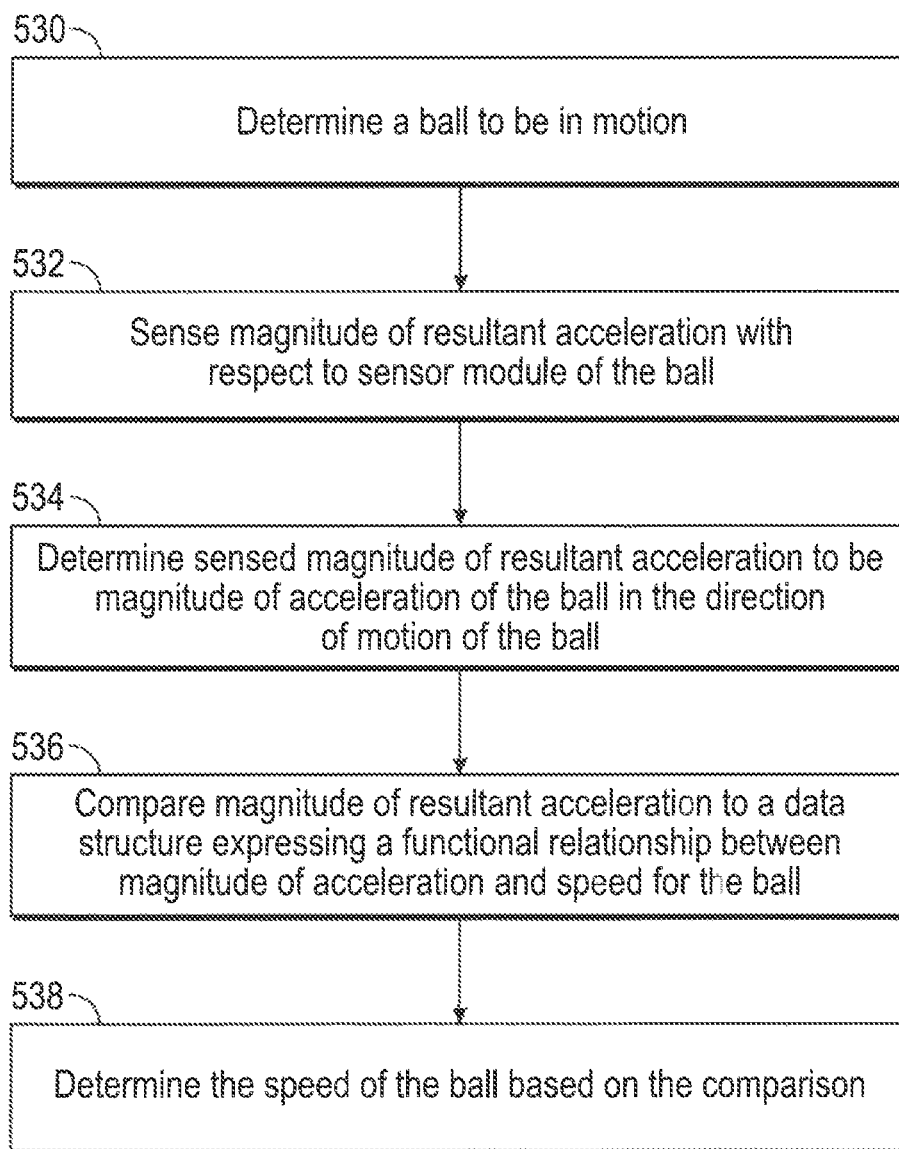 530
Determine a ball to be in motion
532
Sense magnitude of resultant acceleration with
respect to sensor module of the ball
534
Determine sensed magnitude of resultant acceleration to be
magnitude of acceleration of the ball in the direction
of motion of the ball
536
Compare magnitude of resultant acceleration to a data
structure expressing a functional relationship between
magnitude of acceleration and speed for the ball
538
Determine the speed of the ball based on the comparison